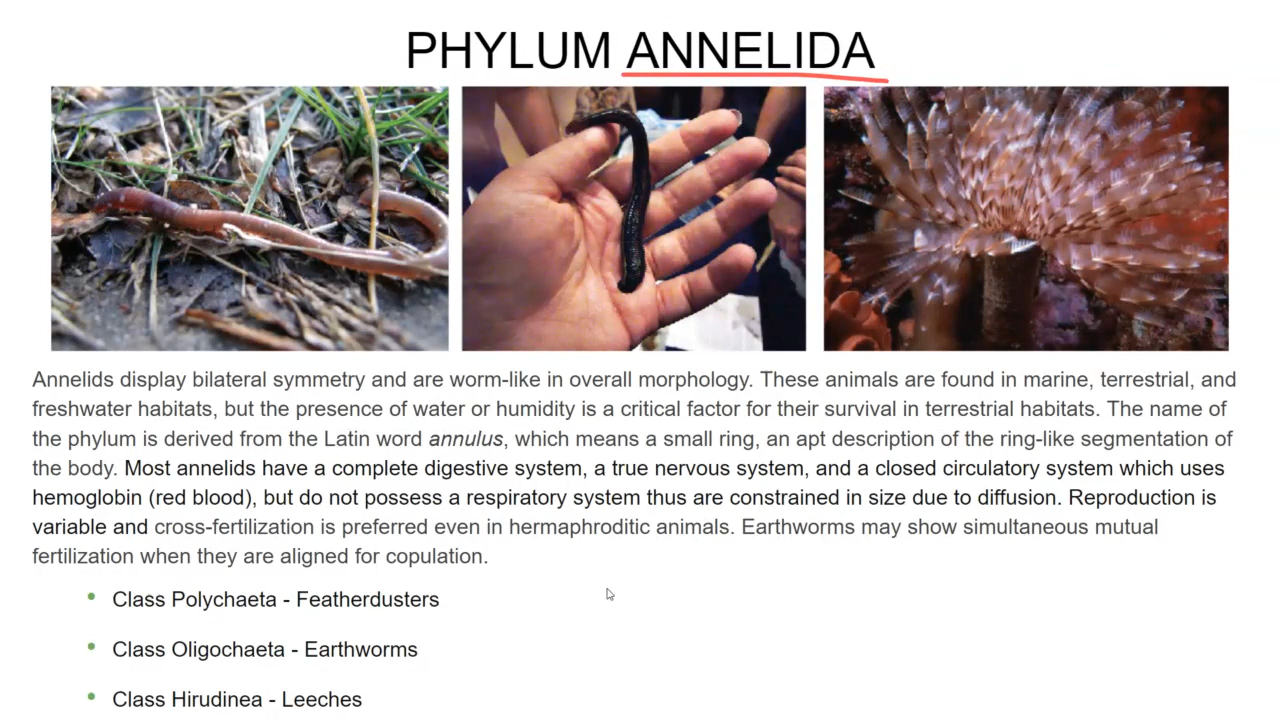 PHYLUM ANNELIDA
Annelids display bilateral symmetry and are worm-like in overall morphology. These animals are found in marine, terrestrial, and
freshwater habitats, but the presence of water or humidity is a critical factor for their survival in terrestrial habitats. The name of
the phylum is derived from the Latin word annulus, which means a small ring, an apt description of the ring-like segmentation of
the body. Most annelids have a complete digestive system, a true nervous system, and a closed circulatory system which uses
hemoglobin (red blood), but do not possess a respiratory system thus are constrained in size due to diffusion. Reproduction is
variable and cross-fertilization is preferred even in hermaphroditic animals. Earthworms may show simultaneous mutual
fertilization when they are aligned for copulation.
• Class Polychaeta - Featherdusters
• Class Oligochaeta - Earthworms
• Class Hirudinea - Leeches